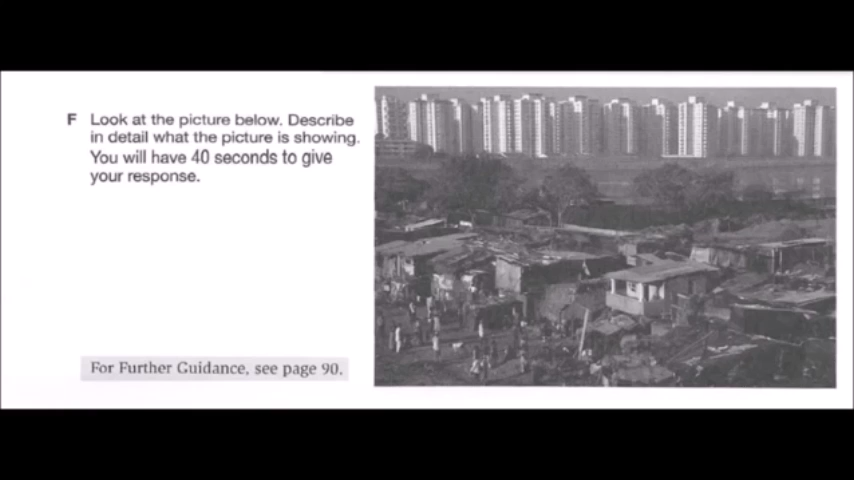 F Look at the picture below. Describe
in detail what the picture is showing.
You will have 40 seconds to give
your response.
For Further Guidance, see page 90.